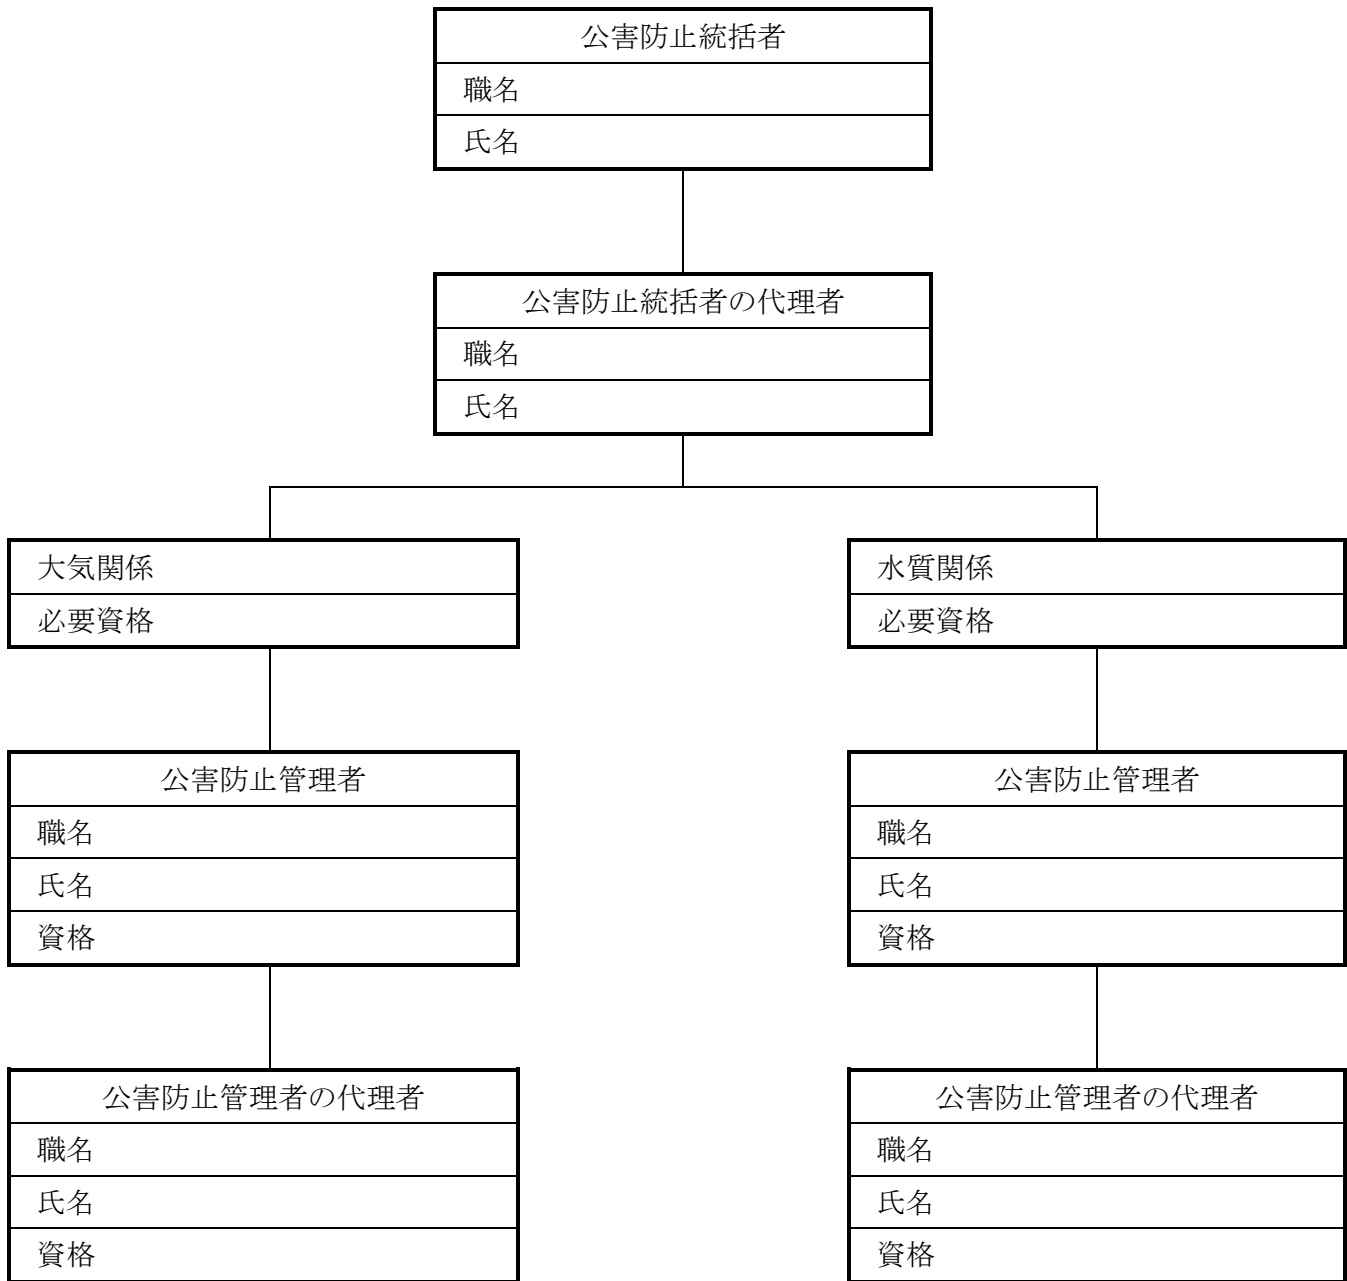 公害防止統括者
職名
氏名
公害防止統括者の代理者
職名
氏名
大気関係
必要資格
水質関係
必要資格
公害防止管理者
職名
氏名
資格
公害防止管理者
職名
氏名
資格
公害防止管理者の代理者
職名
氏名
資格
公害防止管理者の代理者
職名
氏名
資格